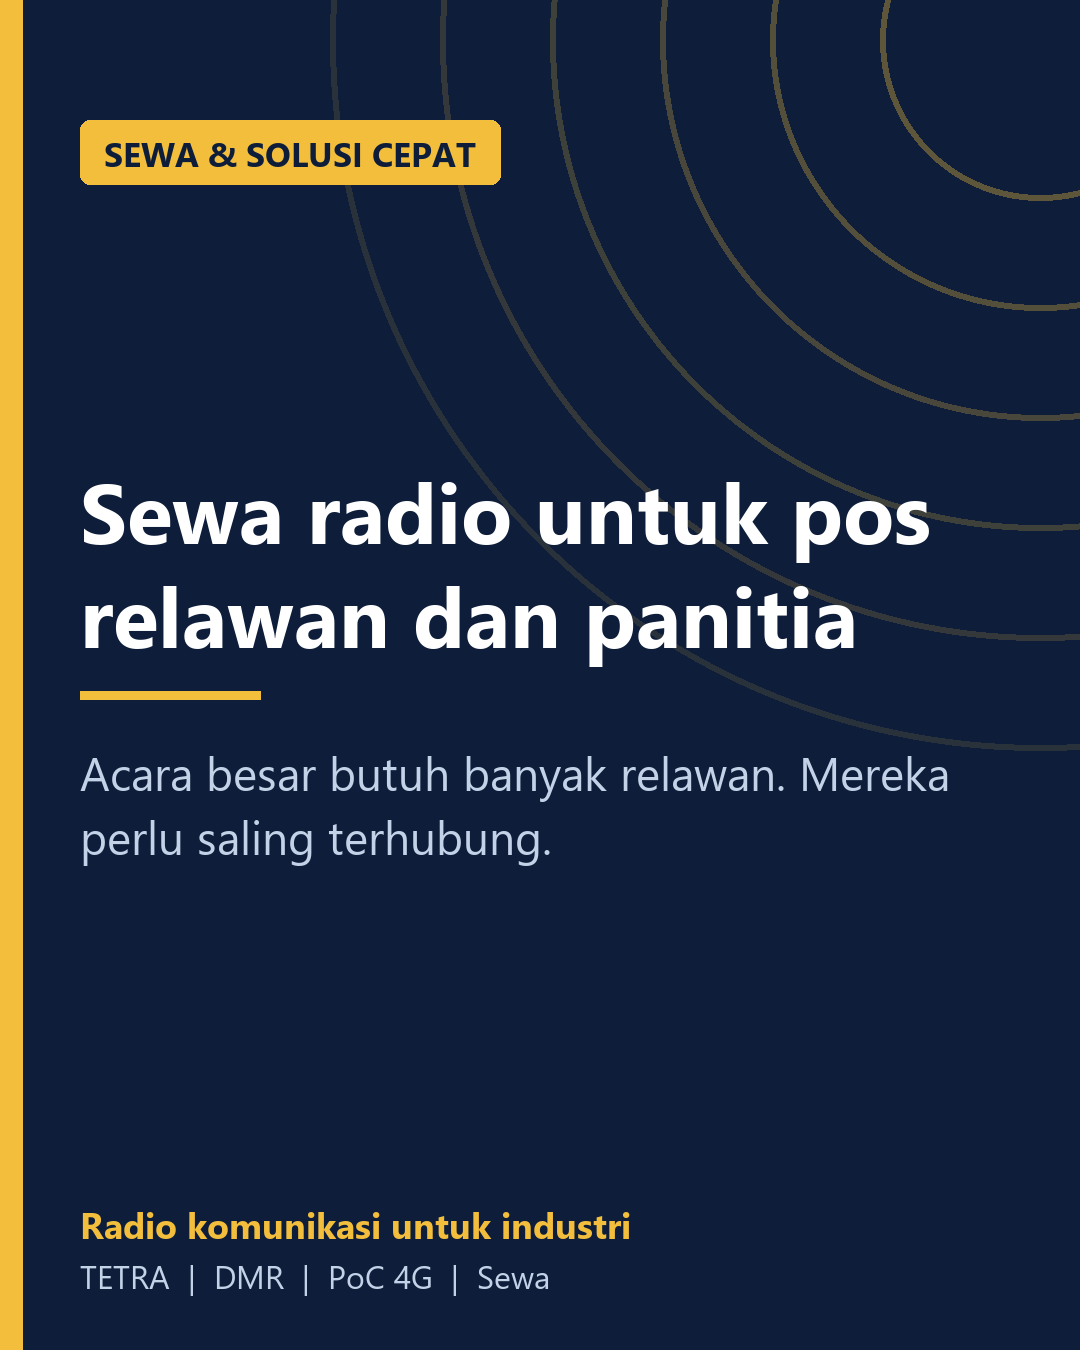 SEWA & SOLUSI CEPAT
Sewa radio untuk pos
relawan dan panitia
Acara besar butuh banyak relawan. Mereka
perlu saling terhubung.
Radio komunikasi untuk industri
TETRA | DMR | PoC 4G | Sewa